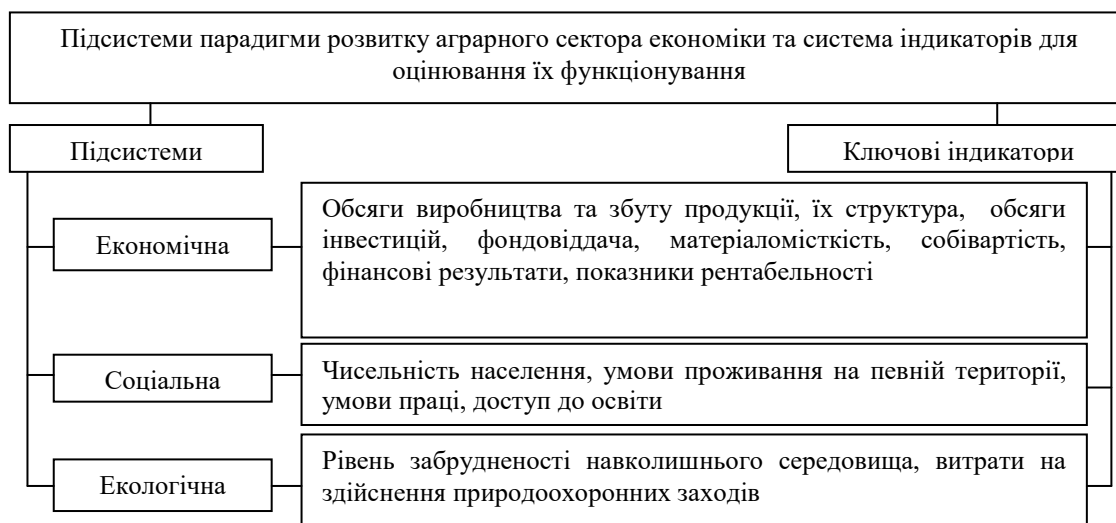 Підсистеми парадигми розвитку аграрного сектора економіки та система індикаторів для
оцінювання їх функціонування
Підсистеми
Ключові індикатори
Економічна
Обсяги виробництва та збуту продукції, їх структура, обсяги
інвестицій, фондовіддача, матеріаломісткість, собівартість,
фінансові результати, показники рентабельності
Соціальна
Чисельність населення, умови проживання на певній території,
умови праці, доступ до освіти
Екологічна
Рівень забрудненості навколишнього середовища, витрати на
здійснення природоохоронних заходів